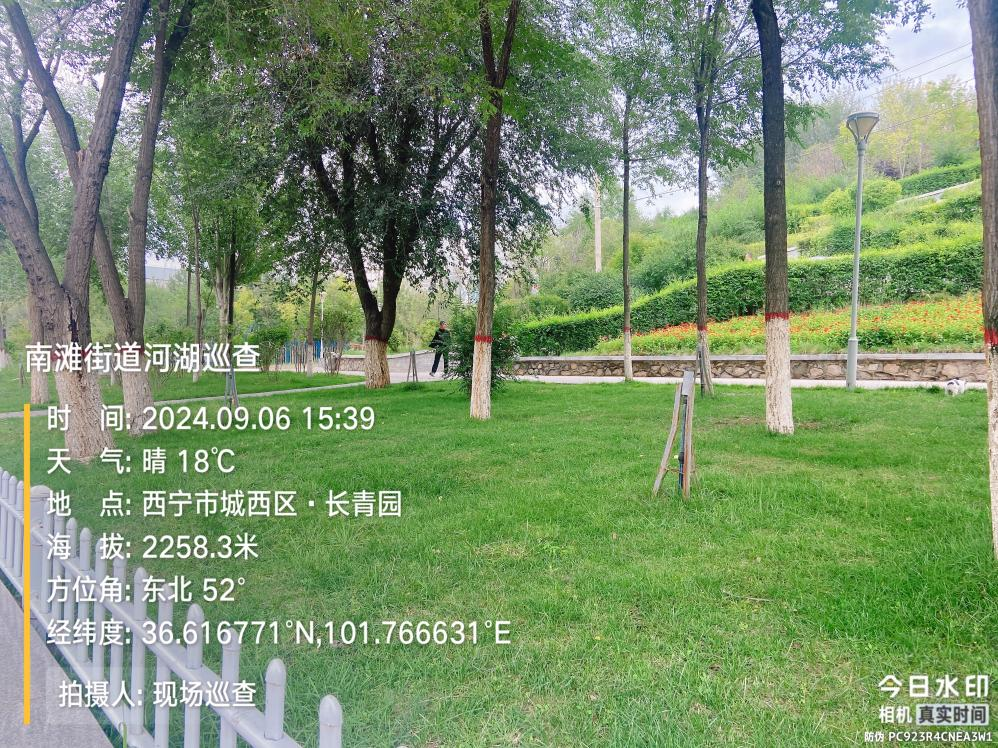 南滩街道河湖巡查
时 间: 2024.09.06 15:39
天 气: 晴 18℃
地 点: 西宁市城西区·长青园
海 拔: 2258.3米
方位角: 东北 52°
经纬度: 36.616771°N,101.766631°E
拍摄人: 现场巡查
今日水印
相机 真实时间
防伪 PC923R4CNEA3W1